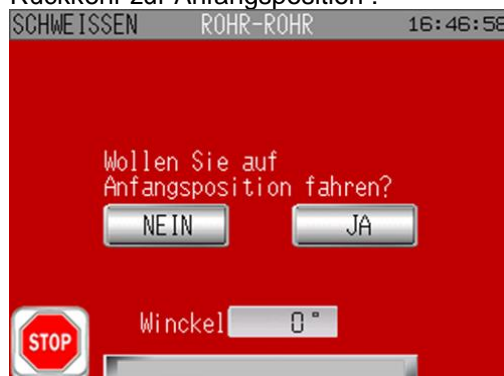 Rückkehr zur Anfangsposition :
SCHWEISSEN ROHR-ROHR 16:46:58
Wollen Sie auf
Anfangsposition fahren?
NEIN JA
Winckel 0°
STOP